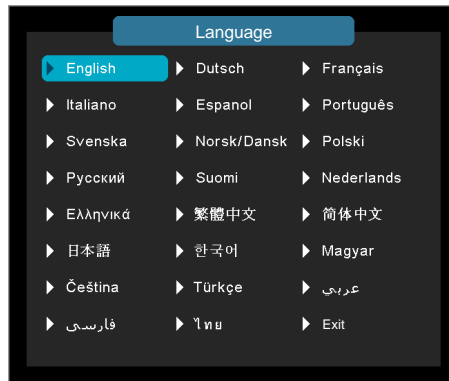 Language
English Dutsch Français
Italiano Espanol Português
Svenska Norsk/Dansk Polski
Русский Suomi Nederlands
Ελληνικά 繁體中文 简体中文
日本語 한국어 Magyar
Čeština Türkçe عربي
فارسی ไทย Exit